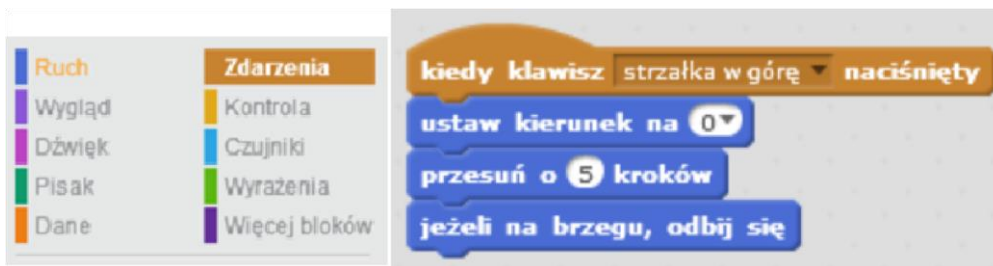 Ruch Zdarzenia
Wygląd Kontrola
Dźwięk Czujniki
Pisak Wyrażenia
Dane Więcej bloków
kiedy klawisz strzałka w górę naciśnięty
ustaw kierunek na 0
przesuń o 5 kroków
jeżeli na brzegu, odbij się